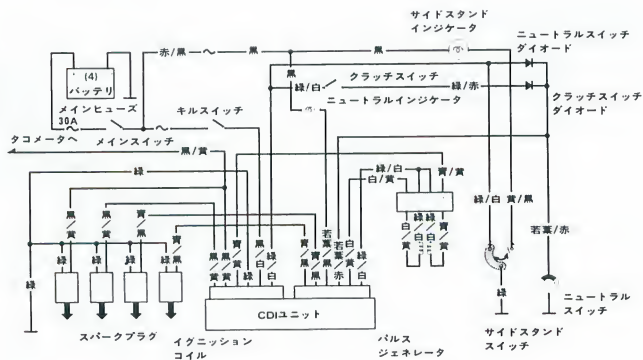 サイドスタンド
インジケータ
ニュートラルスイッチ
ダイオード
赤/黒
黒
黒
黒
(4)
バッテリ
緑/白
クラッチスイッチ
緑/赤
ニュートラルインジケータ
クラッチスイッチ
ダイオード
メインヒューズ
30A
キルスイッチ
メインスイッチ
タコメータへ
黒/黄
緑
緑/白
白/黄
青/黄
緑/白
黄/黒
若葉/赤
黒/黄
黒/黄
青/黒
青/黒
白/黄
緑/白
緑/白
青/黄
緑
緑
緑
緑
緑
黒/黄
黒/黄
青/黄
緑
黒/白
緑/白
青/黒
青/黒
若葉/黒
若葉/赤
白/黄
緑/白
緑
CDIユニット
スパークプラグ
イグニッション
コイル
パルス
ジェネレータ
サイドスタンド
スイッチ
ニュートラル
スイッチ